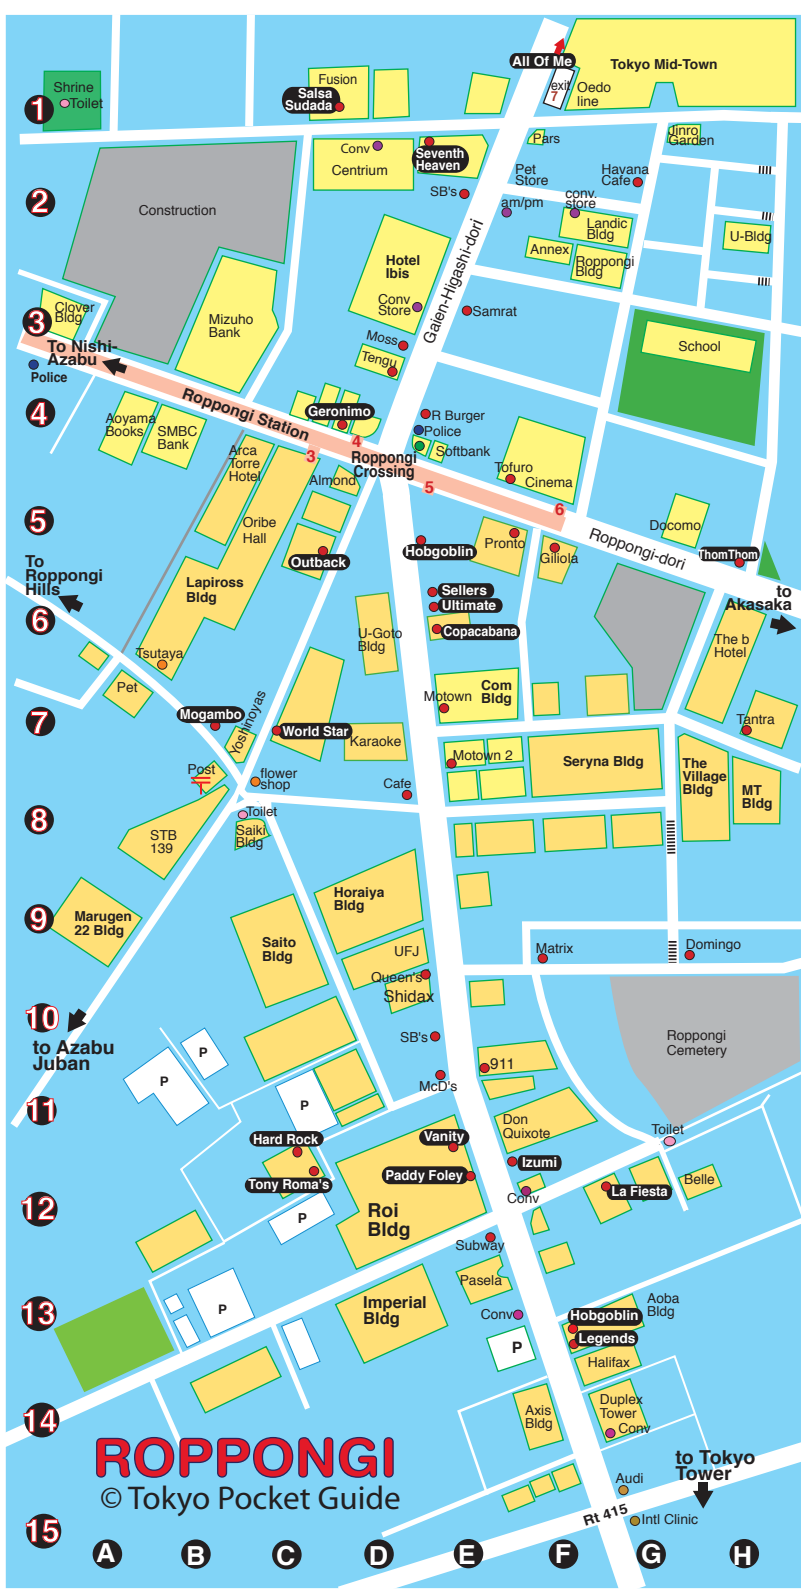 All Of Me
Tokyo Mid-Town
exit
7
Oedo
line
Fusion
Salsa
Sudada
Shrine
Toilet
1
Conv
Centrium
Seventh
Heaven
Pars
Jinro
Garden
Pet
Store
Havana
Cafe
SB's
am/pm
conv.
store
2
Construction
Landic
Bldg
U-Bldg
Annex
Roppongi
Bldg
Hotel
Ibis
Gaien-Higashi-dori
Conv
Store
Samrat
Clover
Bldg
3
Mizuho
Bank
Moss
School
To Nishi-
Azabu
Tengu
Police
Roppongi Station
4
Geronimo
R Burger
Police
Aoyama
Books
SMBC
Bank
4
Softbank
Arca
Torre
Hotel
3
Roppongi
Crossing
Almond
5
Tofuro
Cinema
6
5
Oribe
Hall
Docomo
Roppongi-dori
Outback
Hobgoblin
Pronto
Giliola
ThomThom
To
Roppongi
Hills
Lapiross
Bldg
Sellers
Ultimate
to
Akasaka
6
Copacabana
U-Goto
Bldg
The b
Hotel
Tsutaya
Pet
Motown
Com
Bldg
7
Mogambo
Yoshinoyas
World Star
Karaoke
Tantra
Motown 2
Seryna Bldg
The
Village
Bldg
Post
flower
shop
Cafe
MT
Bldg
8
Toilet
STB
139
Saiki
Bldg
Horaiya
Bldg
9
Marugen
22 Bldg
Saito
Bldg
UFJ
Matrix
Domingo
Queen's
Shidax
10
to Azabu
Juban
SB's
Roppongi
Cemetery
P
P
911
McD's
11
P
Don
Quixote
Toilet
Hard Rock
Vanity
Izumi
Tony Roma's
Paddy Foley
Conv
La Fiesta
Belle
12
P
Roi
Bldg
Subway
Pasela
13
P
Imperial
Bldg
Conv
Aoba
Bldg
Hobgoblin
Legends
P
Halifax
14
Axis
Bldg
Duplex
Tower
Conv
ROPPONGI
© Tokyo Pocket Guide
to Tokyo
Tower
Audi
Rt 415
Intl Clinic
15
A B C D E F G H